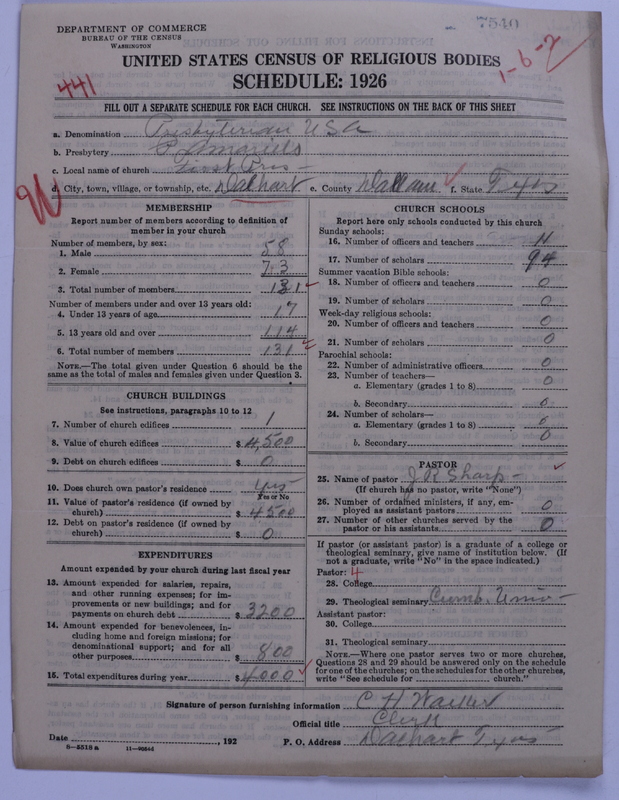 DEPARTMENT OF COMMERCE
BUREAU OF THE CENSUS
WASHINGTON
7540
UNITED STATES CENSUS OF RELIGIOUS BODIES
SCHEDULE: 1926
441
1-6-2
FILL OUT A SEPARATE SCHEDULE FOR EACH CHURCH. SEE INSTRUCTIONS ON THE BACK OF THIS SHEET
a. Denomination Presbyterian USA
b. Presbytery Amarillo
c. Local name of church First Pres
d. City, town, village, or township, etc. Dalhart e. County Dallam f. State Texas
W
MEMBERSHIP
Report number of members according to definition of
member in your church
Number of members, by sex:
1. Male 58
2. Female 73
3. Total number of members 131
Number of members under and over 13 years old:
4. Under 13 years of age 17
5. 13 years old and over 114
6. Total number of members 131
NOTE.—The total given under Question 6 should be
same as the total of males and females given under Question 3.
CHURCH BUILDINGS
See instructions, paragraphs 10 to 12
7. Number of church edifices 1
8. Value of church edifices $ 4,500
9. Debt on church edifices $ 0
10. Does church own pastor's residence yes
Yes or No
11. Value of pastor's residence (if owned by
church) $ 4500
12. Debt on pastor's residence (if owned by
church) $ 0
EXPENDITURES
Amount expended by your church during last fiscal year
13. Amount expended for salaries, repairs,
and other running expenses; for im-
provements or new buildings; and for
payments on church debt $ 3200
14. Amount expended for benevolences, in-
cluding home and foreign missions; for
denominational support; and for all
other purposes $ 800
15. Total expenditures during year $ 4000
CHURCH SCHOOLS
Report here only schools conducted by this church
Sunday schools:
16. Number of officers and teachers 11
17. Number of scholars 94
Summer vacation Bible schools:
18. Number of officers and teachers 0
19. Number of scholars 0
Week-day religious schools:
20. Number of officers and teachers 0
21. Number of scholars 0
Parochial schools:
22. Number of administrative officers 0
23. Number of teachers—
a. Elementary (grades 1 to 8) 0
b. Secondary 0
24. Number of scholars—
a. Elementary (grades 1 to 8) 0
b. Secondary 0
PASTOR
25. Name of pastor J R Sharp
(If church has no pastor, write "None")
26. Number of ordained ministers, if any, em-
ployed as assistant pastors 0
27. Number of other churches served by the
pastor or his assistants 0
If pastor (or assistant pastor) is a graduate of a college or
theological seminary, give name of institution below. (If
not a graduate, write "No" in the space indicated.)
Pastor: 4
28. College
29. Theological seminary Cumb. Univ
Assistant pastor:
30. College
31. Theological seminary
NOTE.—Where one pastor serves two or more churches,
Questions 28 and 29 should be answered only on the schedule
for one of the churches; on the schedules for the other churches,
write "See schedule for church."
Signature of person furnishing information C H Walker
Official title Clerk
Date , 192 P. O. Address Dalhart Texas
8-5518 a